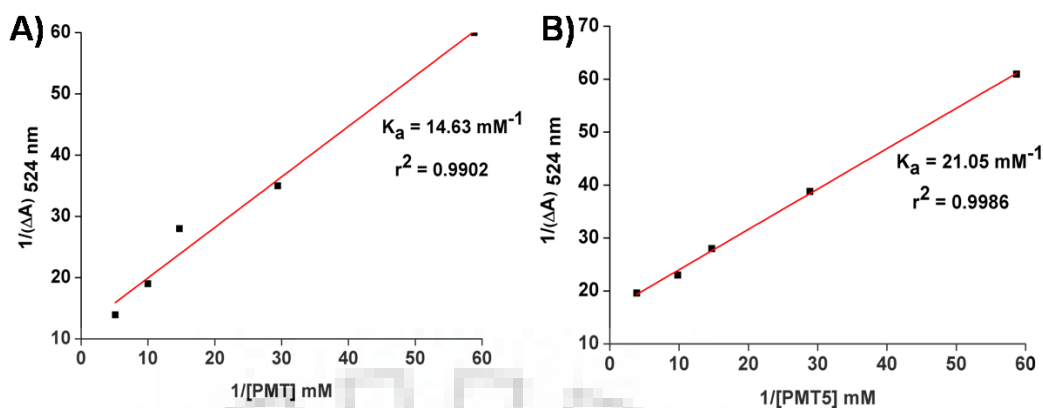 A)
60
50
40
30
20
10
0 10 20 30 40 50 60
1/(ΔA) 524 nm
1/[PMT] mM
Ka = 14.63 mM⁻¹
r² = 0.9902
B)
70
60
50
40
30
20
10
0 10 20 30 40 50 60
1/(ΔA) 524 nm
1/[PMT5] mM
Ka = 21.05 mM⁻¹
r² = 0.9986